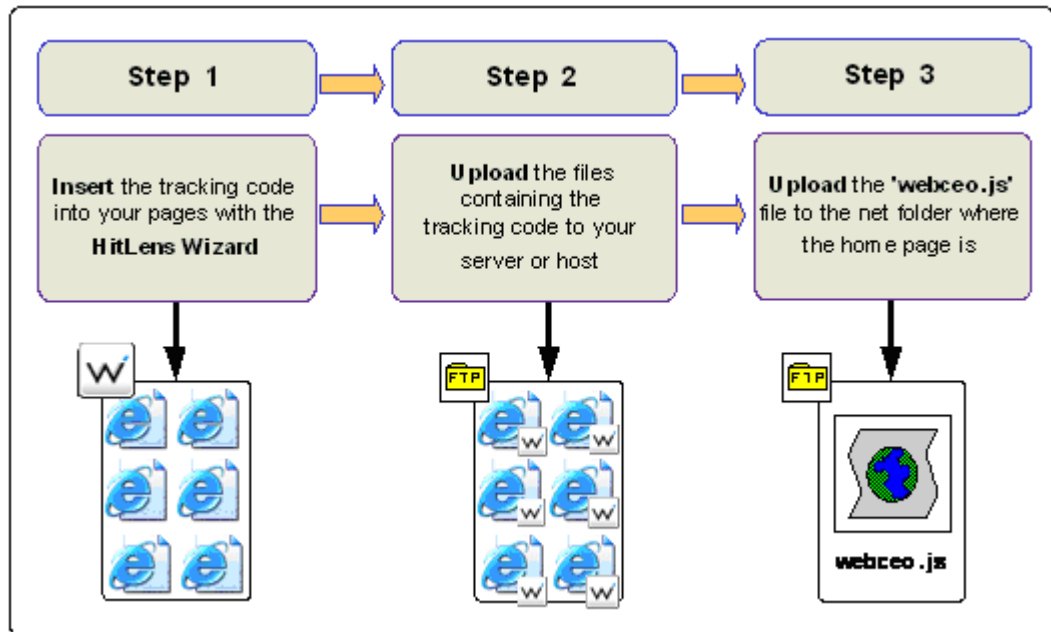 Step 1
Step 2
Step 3
Insert the tracking code
into your pages with the
HitLens Wizard
Upload the files
containing the
tracking code to your
server or host
Upload the 'webceo.js'
file to the net folder where
the home page is
W
FTP
W
W
W
W
W
W
FTP
webceo.js